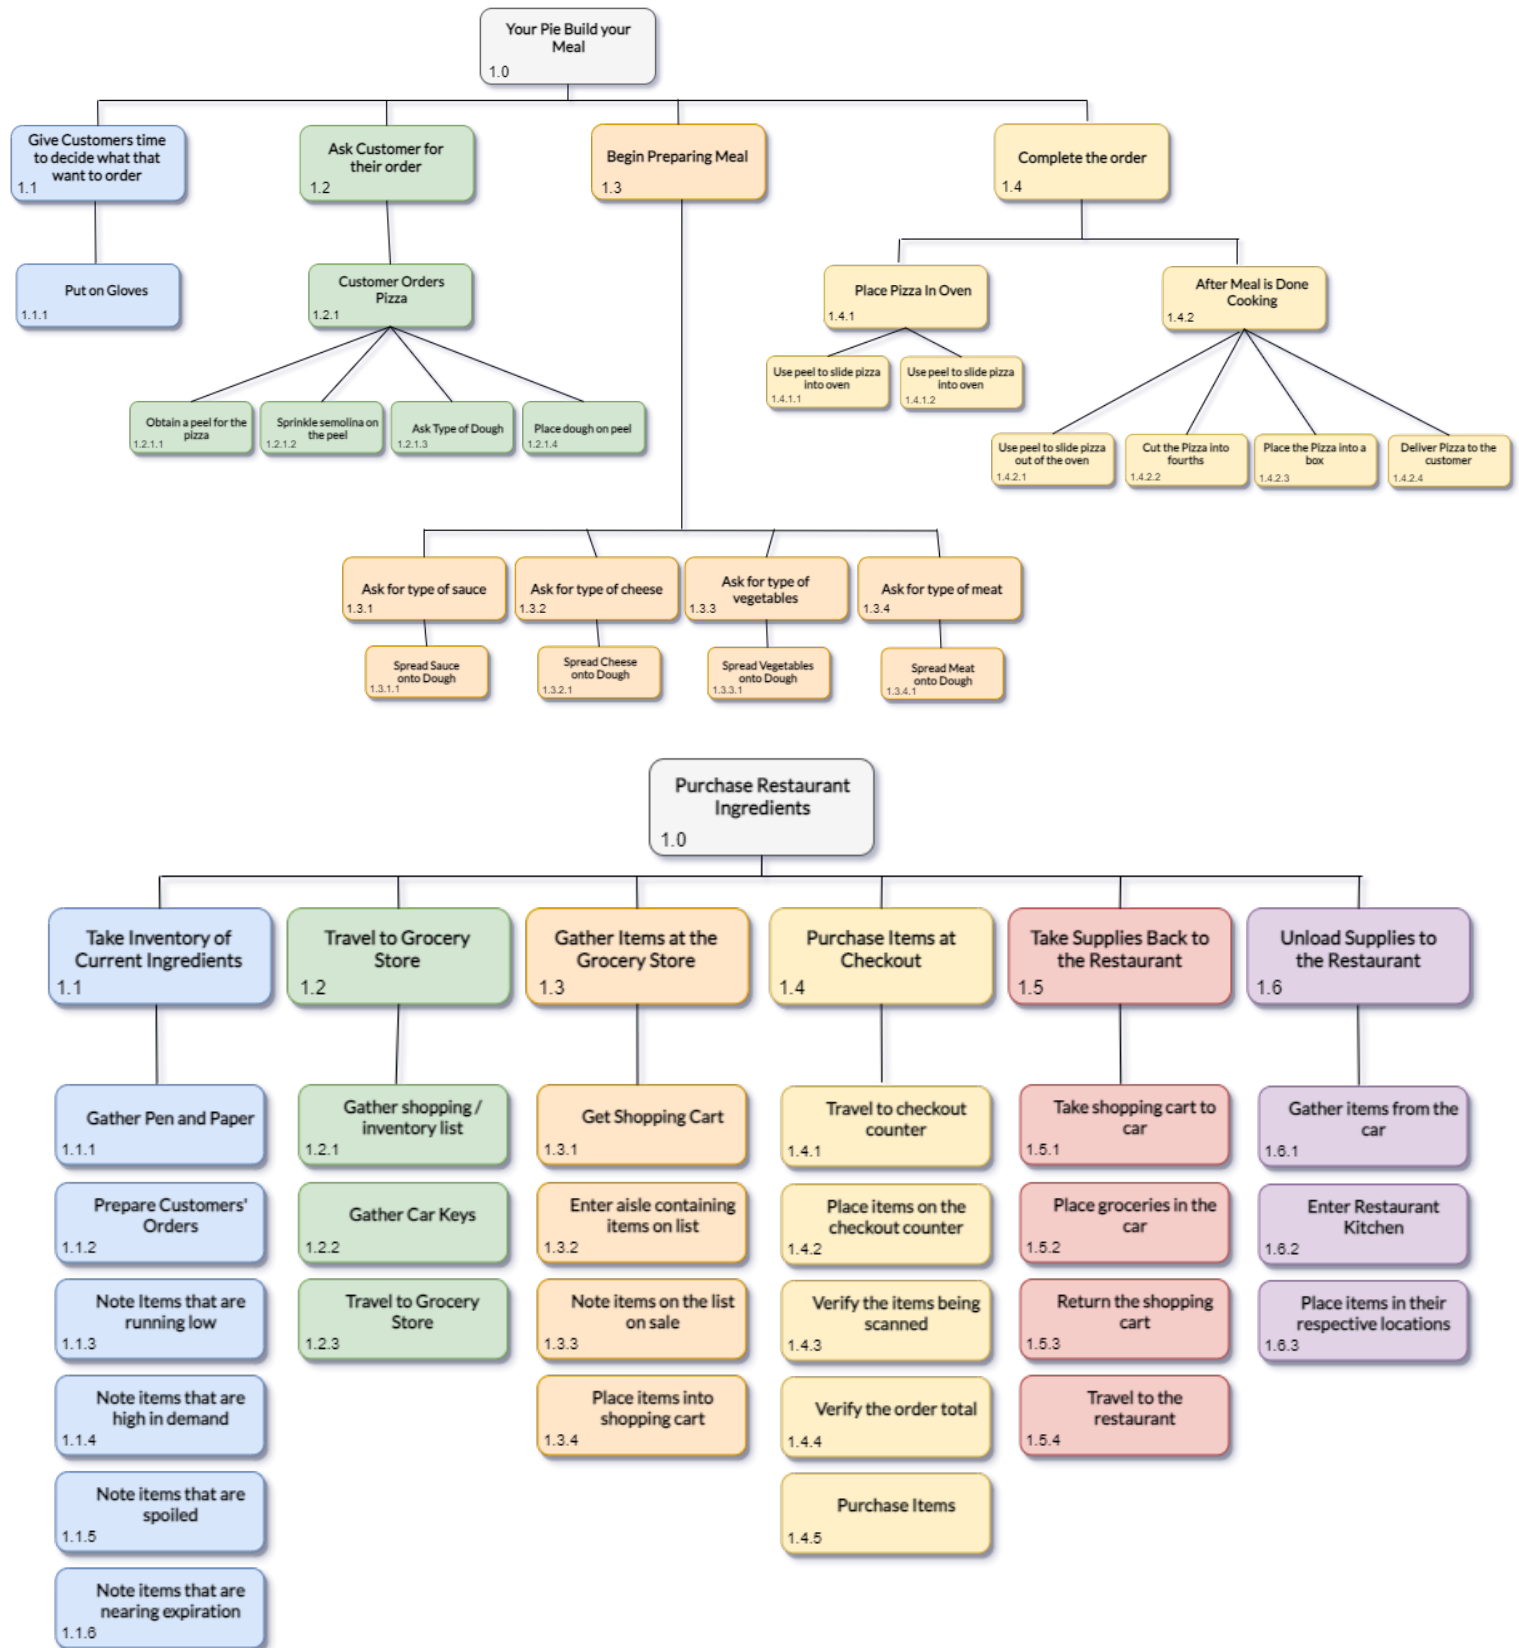 Your Pie Build your
Meal
1.0
Give Customers time
to decide what that
want to order
1.1
Ask Customer for
their order
1.2
Begin Preparing Meal
1.3
Complete the order
1.4
Put on Gloves
1.1.1
Customer Orders
Pizza
1.2.1
Place Pizza In Oven
1.4.1
After Meal is Done
Cooking
1.4.2
Use peel to slide pizza
into oven
1.4.1.1
Use peel to slide pizza
into oven
1.4.1.2
Obtain a peel for the
pizza
1.2.1.1
Sprinkle semolina on
the peel
1.2.1.2
Ask Type of Dough
1.2.1.3
Place dough on peel
1.2.1.4
Use peel to slide pizza
out of the oven
1.4.2.1
Cut the Pizza into
fourths
1.4.2.2
Place the Pizza into a
box
1.4.2.3
Deliver Pizza to the
customer
1.4.2.4
Ask for type of sauce
1.3.1
Ask for type of cheese
1.3.2
Ask for type of
vegetables
1.3.3
Ask for type of meat
1.3.4
Spread Sauce
onto Dough
1.3.1.1
Spread Cheese
onto Dough
1.3.2.1
Spread Vegetables
onto Dough
1.3.3.1
Spread Meat
onto Dough
1.3.4.1
Purchase Restaurant
Ingredients
1.0
Take Inventory of
Current Ingredients
1.1
Travel to Grocery
Store
1.2
Gather Items at the
Grocery Store
1.3
Purchase Items at
Checkout
1.4
Take Supplies Back to
the Restaurant
1.5
Unload Supplies to
the Restaurant
1.6
Gather Pen and Paper
1.1.1
Prepare Customers'
Orders
1.1.2
Note Items that are
running low
1.1.3
Note items that are
high in demand
1.1.4
Note items that are
spoiled
1.1.5
Note items that are
nearing expiration
1.1.6
Gather shopping /
inventory list
1.2.1
Gather Car Keys
1.2.2
Travel to Grocery
Store
1.2.3
Get Shopping Cart
1.3.1
Enter aisle containing
items on list
1.3.2
Note items on the list
on sale
1.3.3
Place items into
shopping cart
1.3.4
Travel to checkout
counter
1.4.1
Place items on the
checkout counter
1.4.2
Verify the items being
scanned
1.4.3
Verify the order total
1.4.4
Purchase Items
1.4.5
Take shopping cart to
car
1.5.1
Place groceries in the
car
1.5.2
Return the shopping
cart
1.5.3
Travel to the
restaurant
1.5.4
Gather items from the
car
1.6.1
Enter Restaurant
Kitchen
1.6.2
Place items in their
respective locations
1.6.3